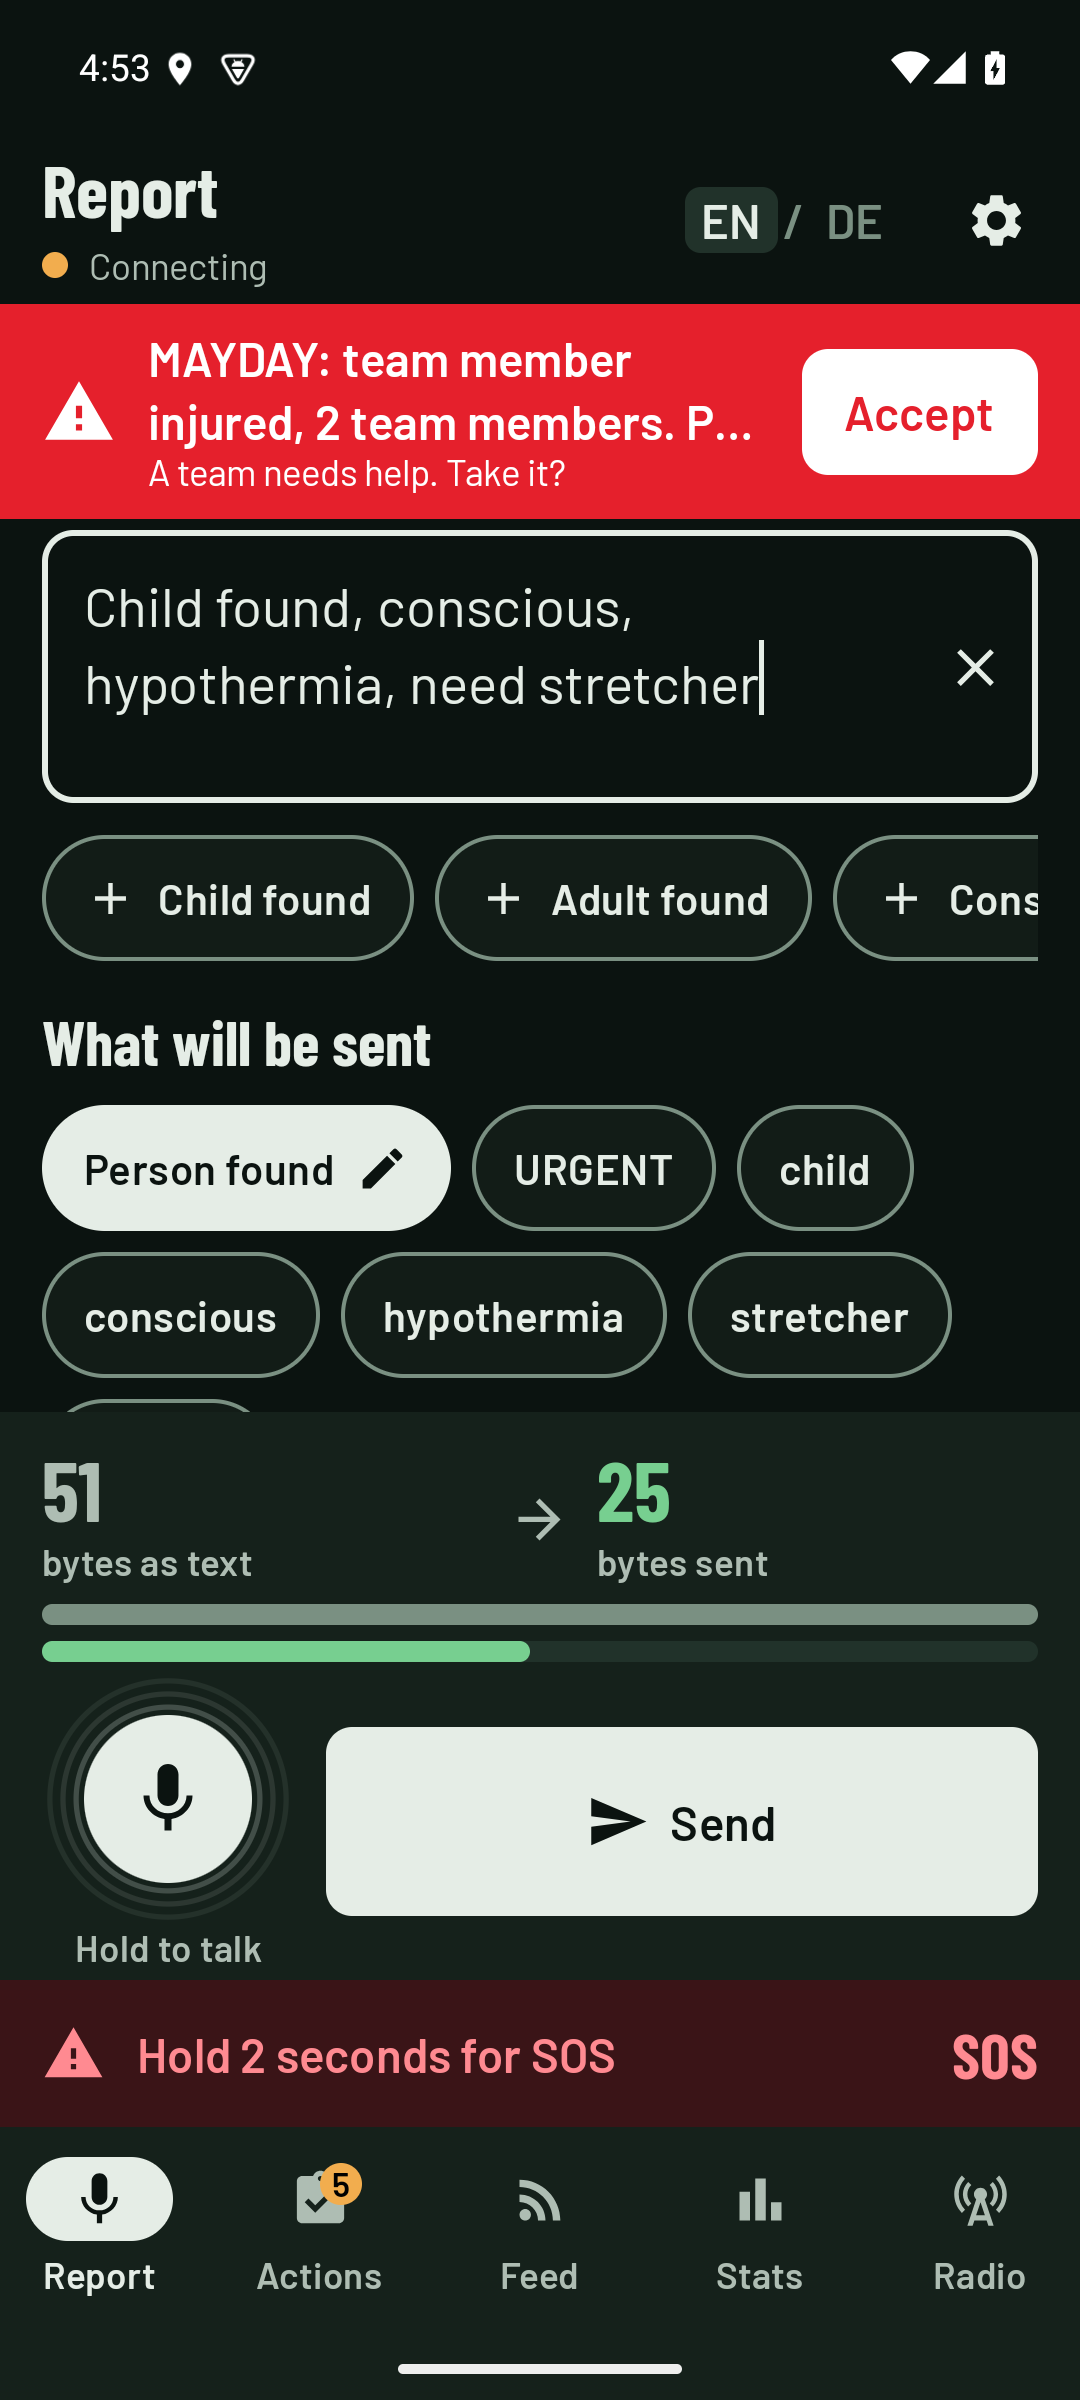 4:53
Report
EN / DE
Connecting
MAYDAY: team member
injured, 2 team members. P...
A team needs help. Take it?
Accept
Child found, conscious,
hypothermia, need stretcher
+ Child found
+ Adult found
+ Cons
What will be sent
Person found
URGENT
child
conscious
hypothermia
stretcher
51
bytes as text
25
bytes sent
Send
Hold to talk
Hold 2 seconds for SOS
SOS
5
Report
Actions
Feed
Stats
Radio